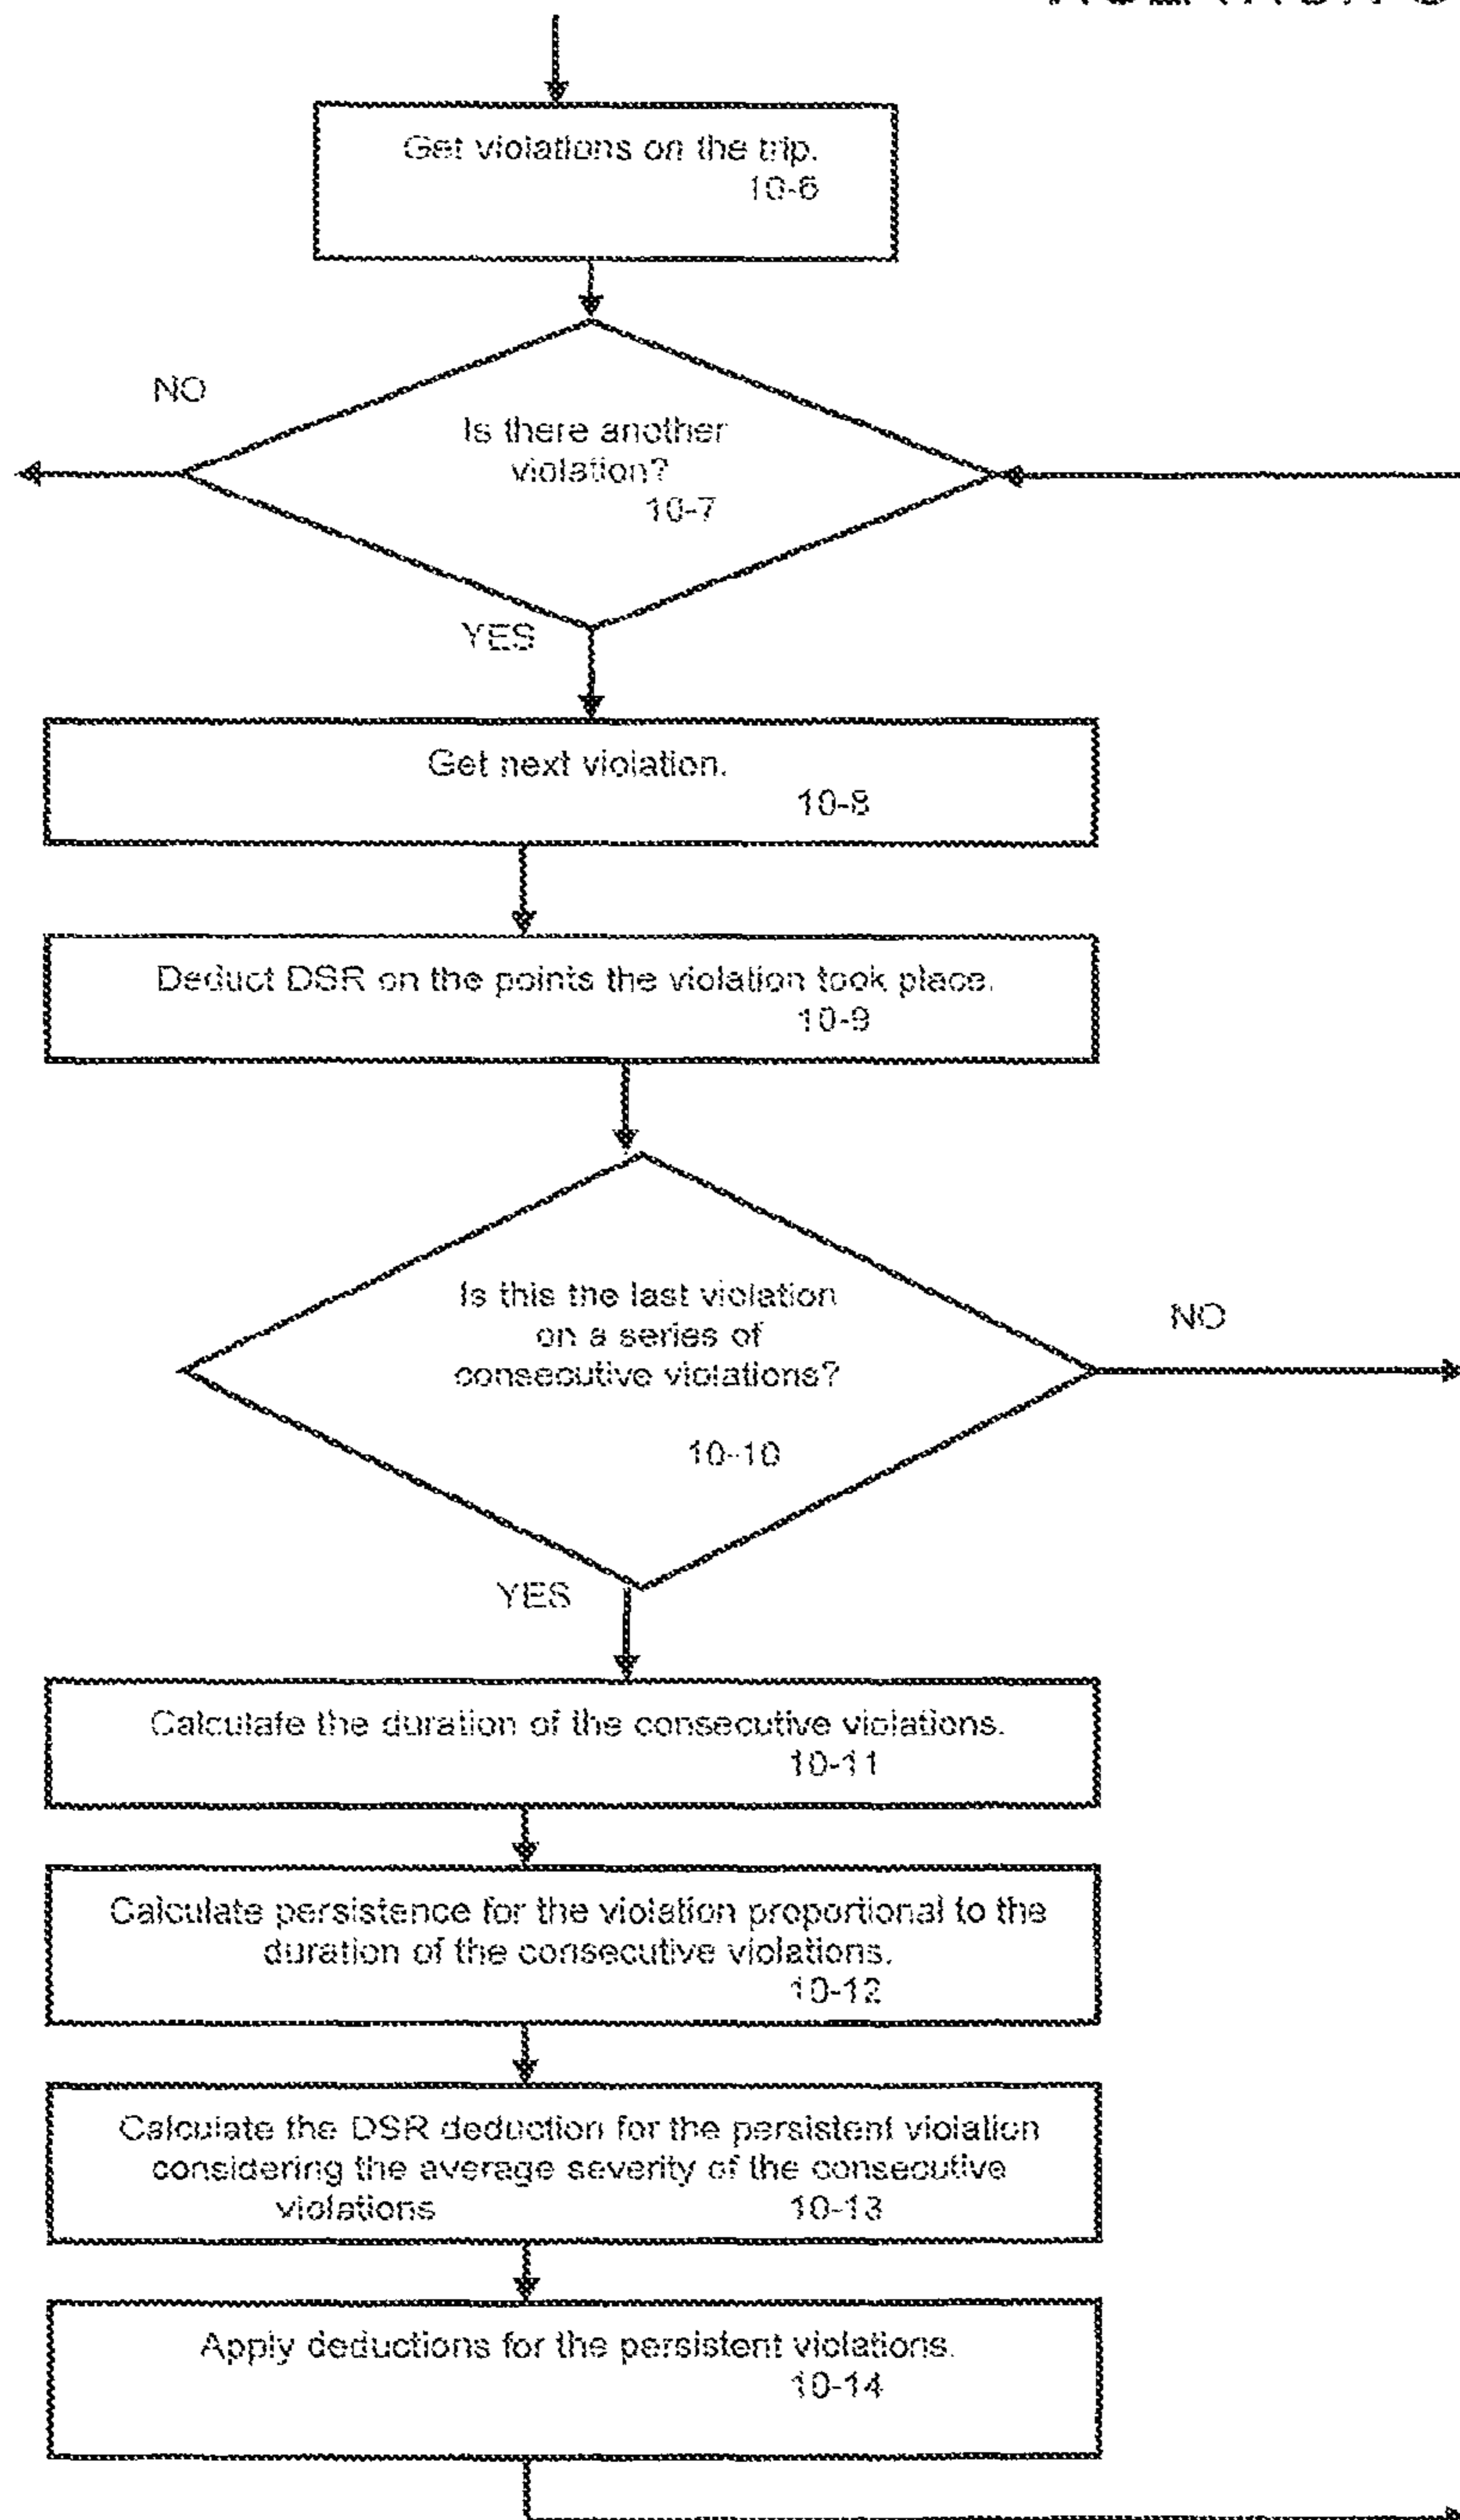 Get violations on the trip.
10-6
NO
Is there another
violation?
10-7
YES
Get next violation.
10-8
Deduct DSR on the points the violation took place.
10-9
Is this the last violation
on a series of
consecutive violations?
NO
10-10
YES
Calculate the duration of the consecutive violations.
10-11
Calculate persistence for the violation proportional to the
duration of the consecutive violations.
10-12
Calculate the DSR deduction for the persistent violation
considering the average severity of the consecutive
violations 10-13
Apply deductions for the persistent violations.
10-14